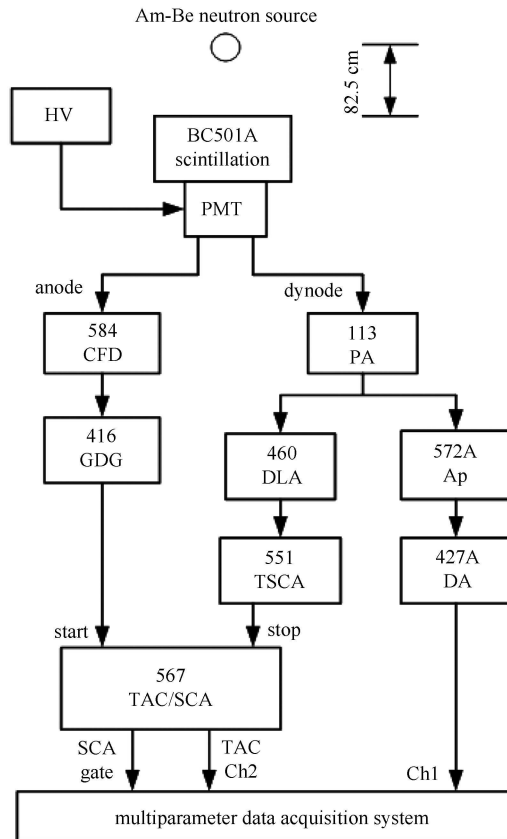 Am-Be neutron source
82.5 cm
HV
BC501A
scintillation
PMT
anode
dynode
584
CFD
113
PA
416
GDG
460
DLA
572A
Ap
551
TSCA
427A
DA
start
stop
567
TAC/SCA
SCA
gate
TAC
Ch2
Ch1
multiparameter data acquisition system